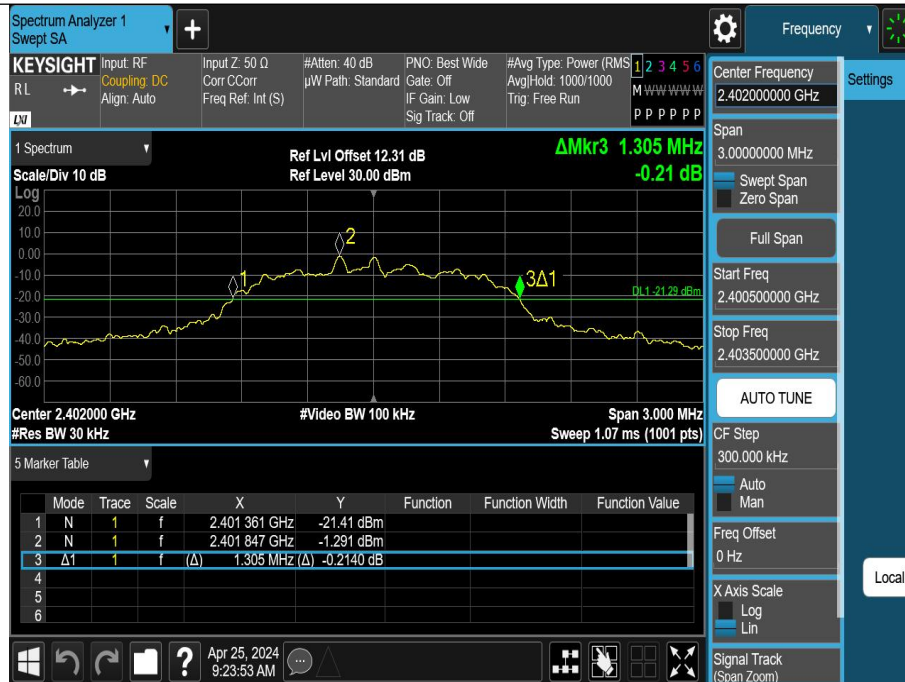 Spectrum Analyzer 1
Swept SA
Frequency
KEYSIGHT
RL
LXI
Input: RF
Coupling: DC
Align: Auto
Input Z: 50 Ω
Corr CCorr
Freq Ref: Int (S)
#Atten: 40 dB
µW Path: Standard
PNO: Best Wide
Gate: Off
IF Gain: Low
Sig Track: Off
#Avg Type: Power (RMS
Avg|Hold: 1000/1000
Trig: Free Run
1 2 3 4 5 6
M W W W W W
P P P P P P
Center Frequency
2.402000000 GHz
Settings
Span
3.00000000 MHz
Swept Span
Zero Span
Full Span
Start Freq
2.400500000 GHz
Stop Freq
2.403500000 GHz
AUTO TUNE
CF Step
300.000 kHz
Auto
Man
Freq Offset
0 Hz
Local
X Axis Scale
Log
Lin
Signal Track
(Span Zoom)
1 Spectrum
Scale/Div 10 dB
Ref Lvl Offset 12.31 dB
Ref Level 30.00 dBm
ΔMkr3 1.305 MHz
-0.21 dB
Log
20.0
10.0
0.00
-10.0
-20.0
-30.0
-40.0
-50.0
-60.0
2
1
3Δ1
DL1 -21.29 dBm
Center 2.402000 GHz
#Video BW 100 kHz
Span 3.000 MHz
#Res BW 30 kHz
Sweep 1.07 ms (1001 pts)
5 Marker Table
Mode Trace Scale X Y Function Function Width Function Value
1 N 1 f 2.401 361 GHz -21.41 dBm
2 N 1 f 2.401 847 GHz -1.291 dBm
3 Δ1 1 f (Δ) 1.305 MHz (Δ) -0.2140 dB
4
5
6
?
Apr 25, 2024
9:23:53 AM